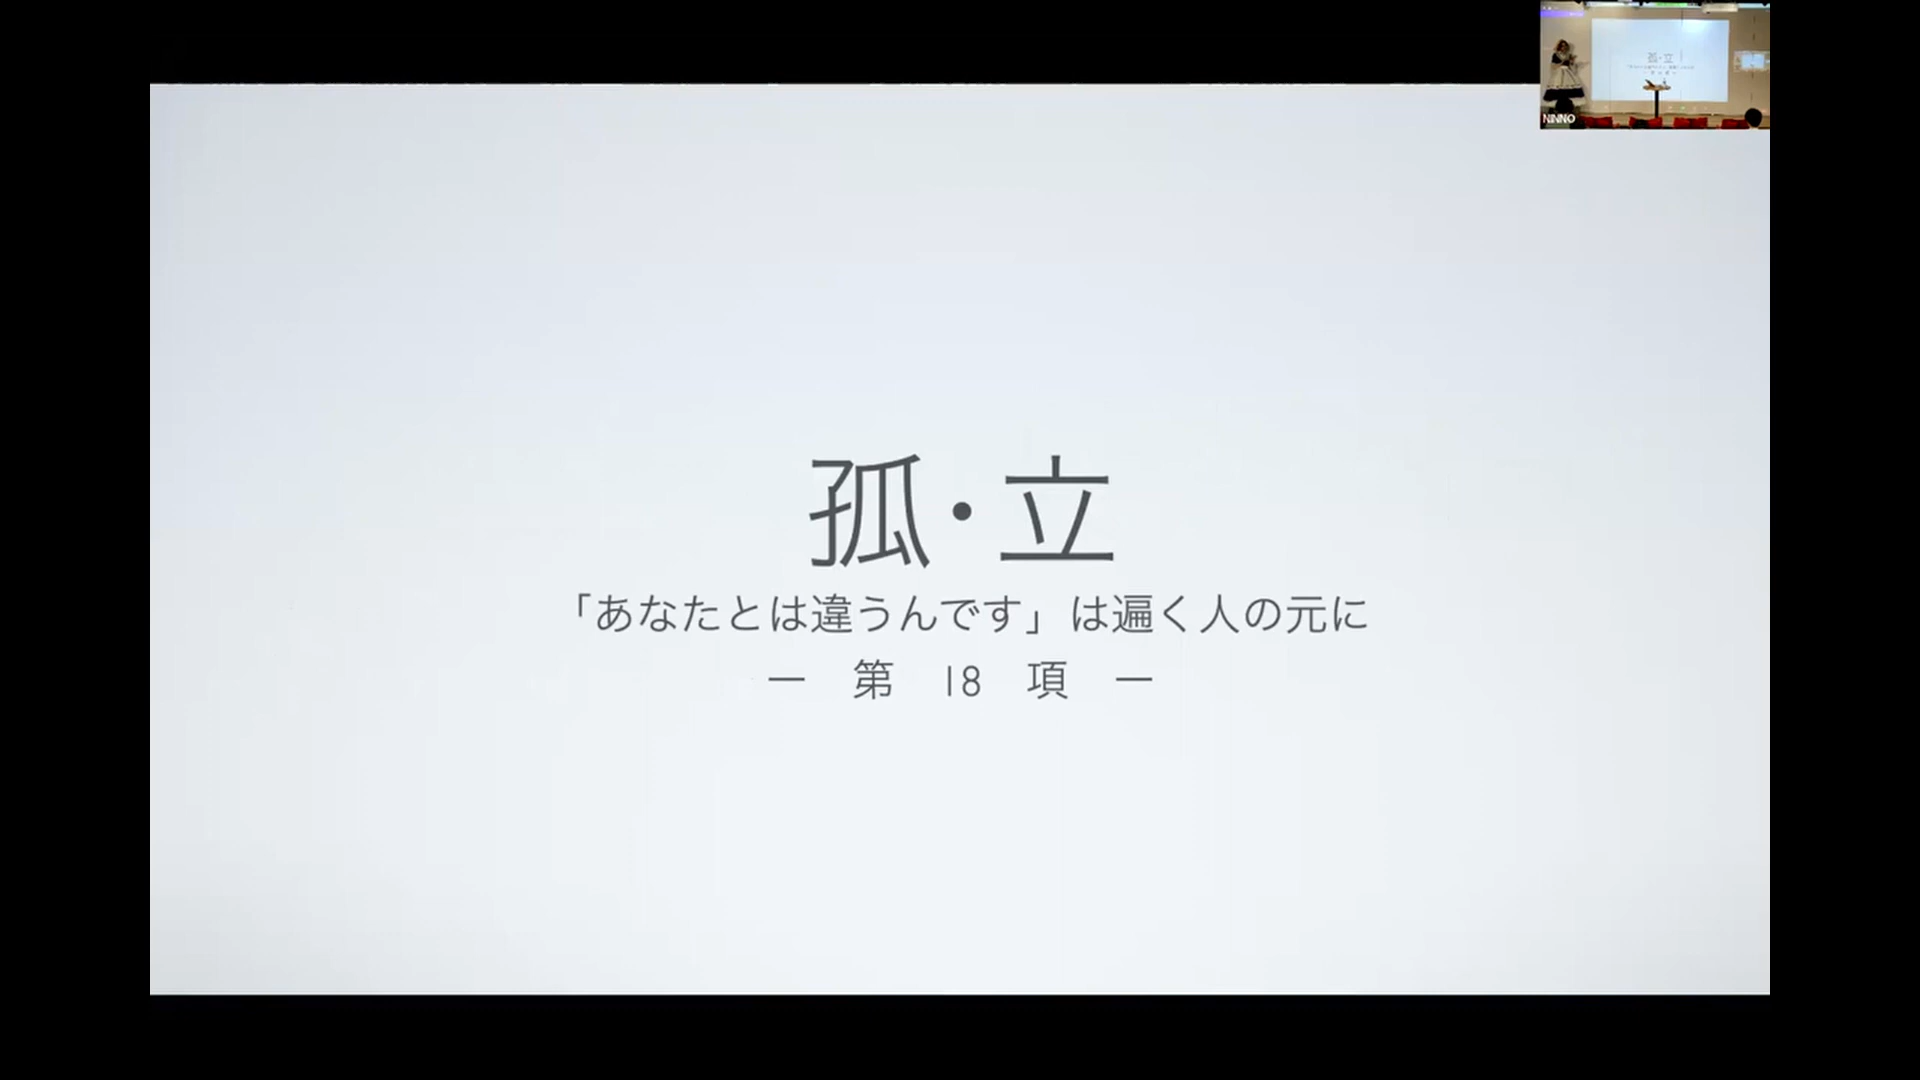 孤・立
「あなたとは違うんです」は遍く人の元に
ー 第 18 項 ー
NINNO